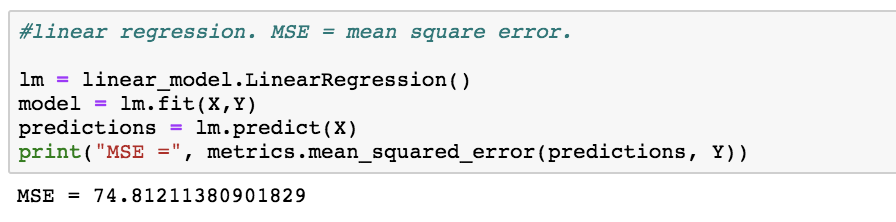 #linear regression. MSE = mean square error.
lm = linear_model.LinearRegression()
model = lm.fit(X,Y)
predictions = lm.predict(X)
print("MSE =", metrics.mean_squared_error(predictions, Y))
MSE = 74.81211380901829